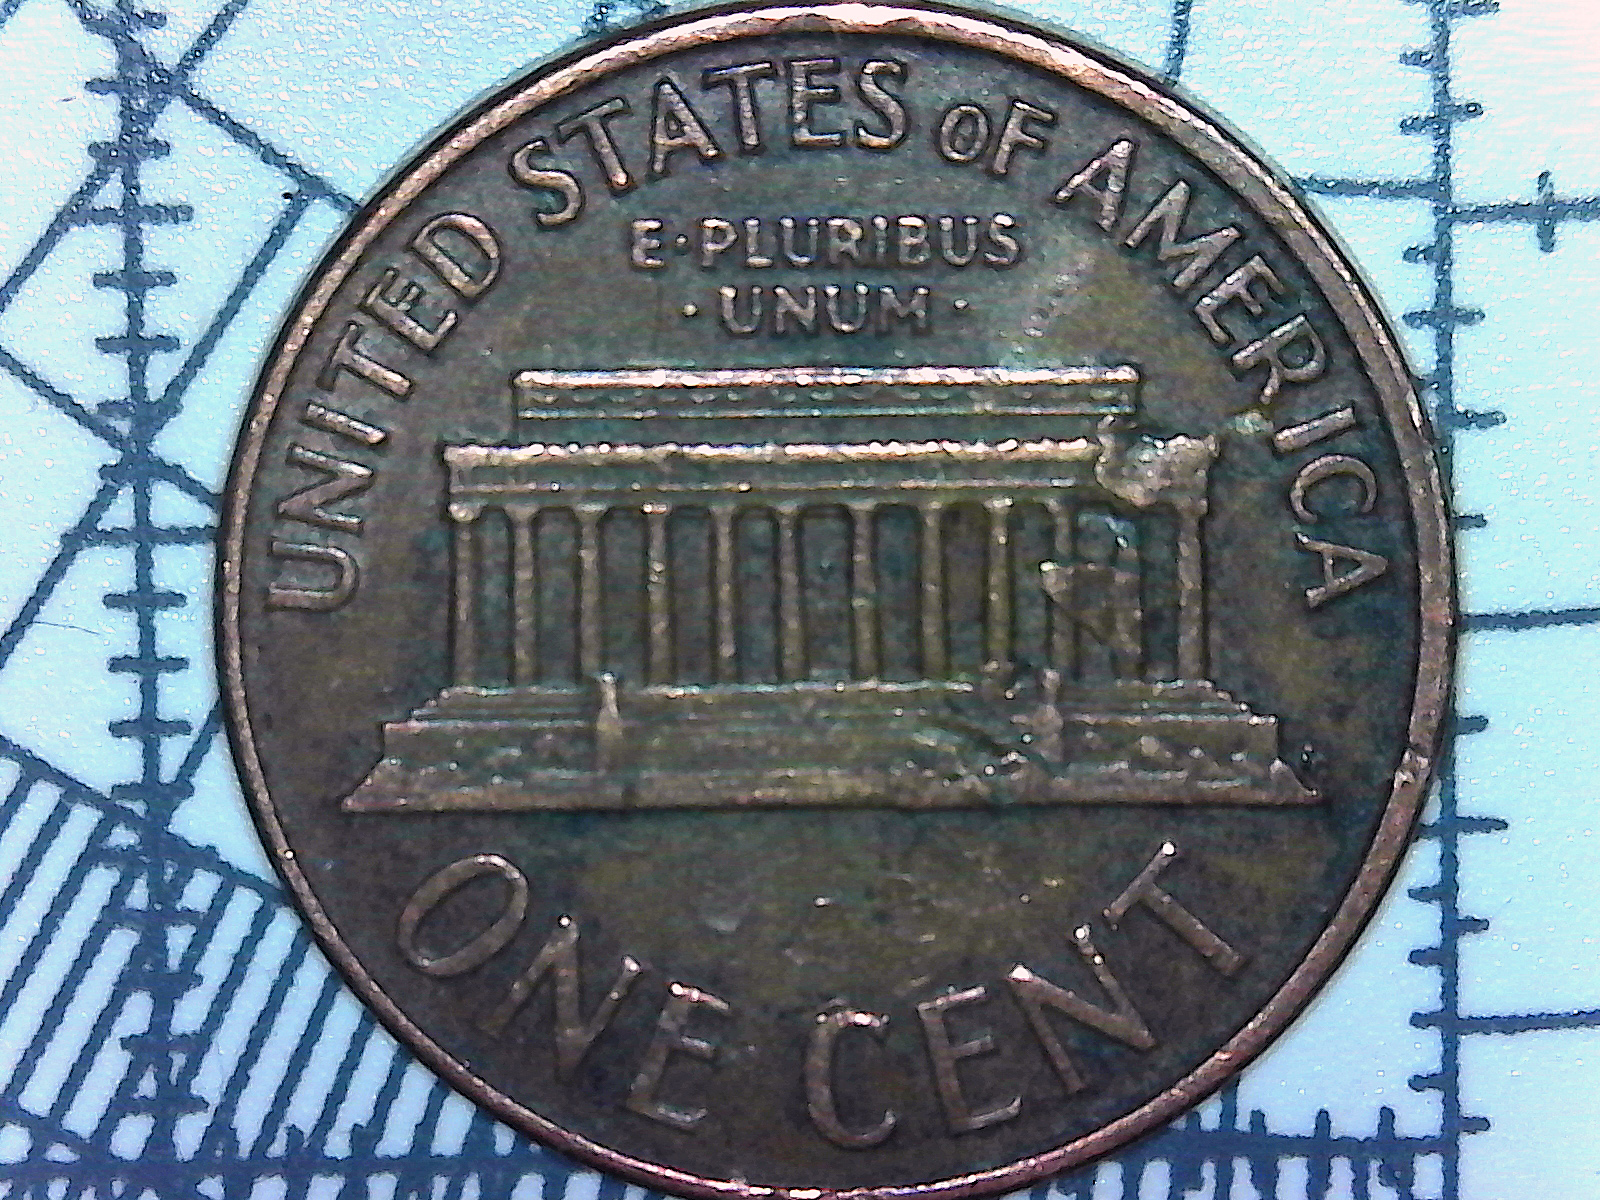 UNITED STATES OF AMERICA
E·PLURIBUS
·UNUM·
ONE CENT